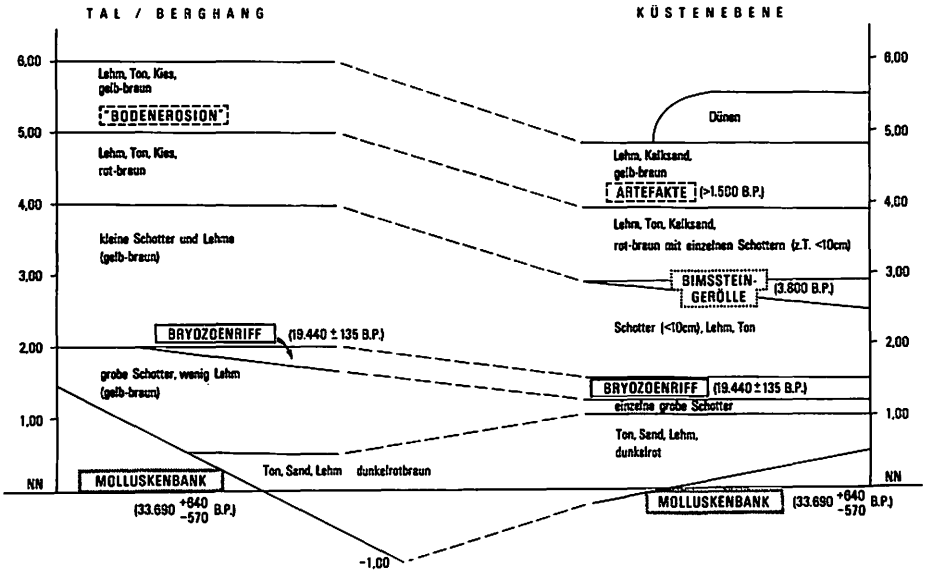 TAL / BERGHANG
KÜSTENEBENE
6,00
Lehm, Ton, Kies,
gelb-braun
"BODENEROSION"
5,00
Lehm, Ton, Kies,
rot-braun
4,00
kleine Schotter und Lehme
(gelb-braun)
3,00
BRYOZOENRIFF
(19.440 ± 135 B.P.)
2,00
grobe Schotter, wenig Lehm
(gelb-braun)
1,00
Ton, Sand, Lehm dunkelrotbraun
NN
MOLLUSKENBANK
(33.690 +640 -570 B.P.)
-1,00
6,00
Dünen
5,00
Lehm, Kalksand,
gelb-braun
ARTEFAKTE (>1.500 B.P.)
4,00
Lehm, Ton, Kalksand,
rot-braun mit einzelnen Schottern (z.T. <10cm)
3,00
BIMSSTEIN-
GERÖLLE
(3.800 B.P.)
Schotter (<10cm), Lehm, Ton
2,00
BRYOZOENRIFF (19.440 ± 135 B.P.)
einzelne grobe Schotter
1,00
Ton, Sand, Lehm,
dunkelrot
NN
MOLLUSKENBANK (33.690 +640 -570 B.P.)